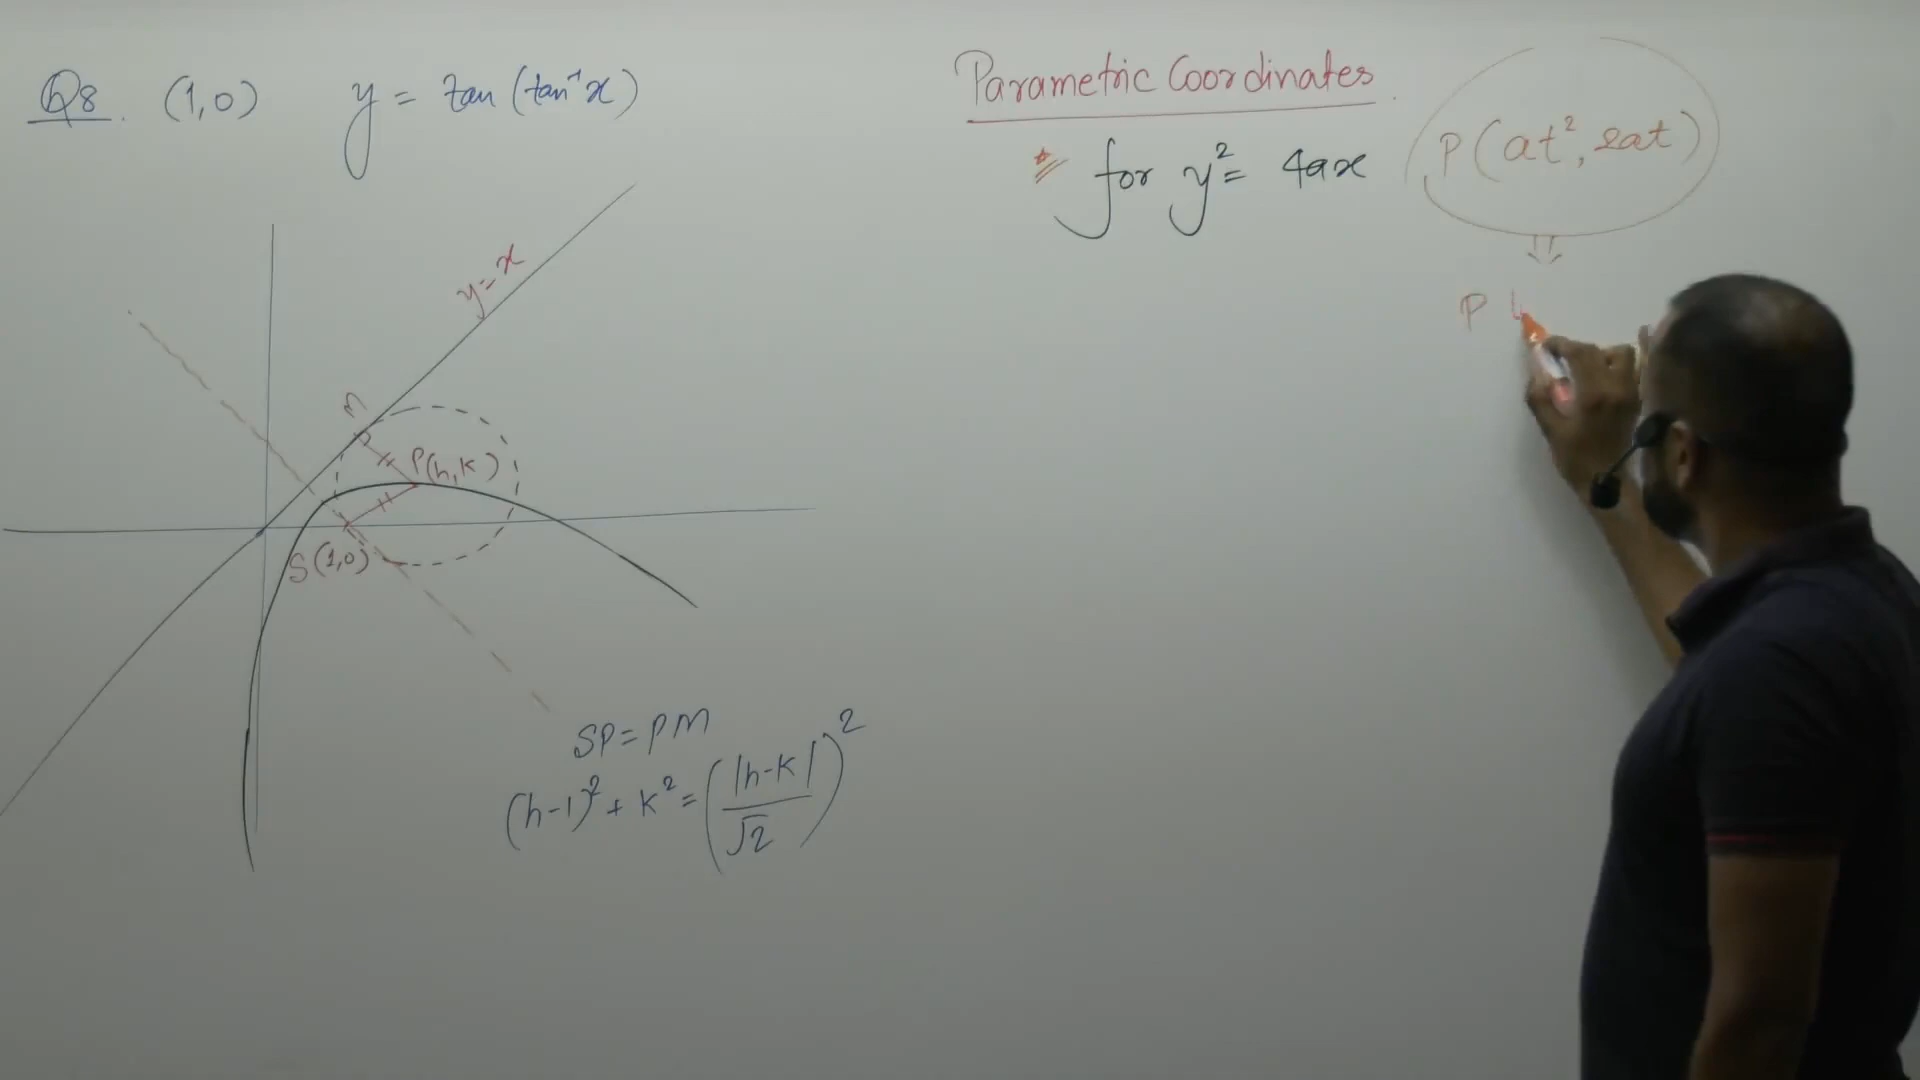 Q8. (1,0) y = tan(tan⁻¹x)
y=x
M
P(h,k)
S(1,0)
SP=PM
(h-1)²+k²=(|h-k|/√2)²
Parametric Coordinates
* for y²= 4ax P(at²,2at)
⇓
P